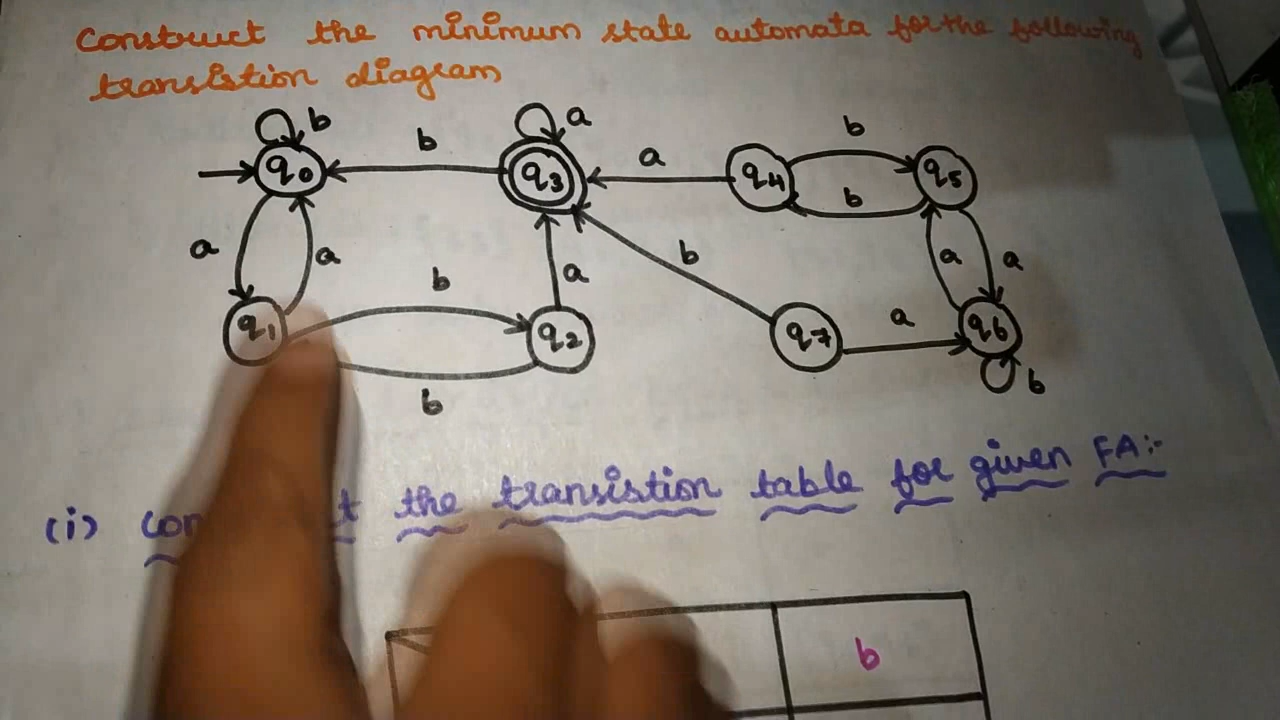 Construct the minimum state automata for the following
transistion diagram
b
a
b
a
b
q0
q3
q4
q5
b
a
a
b
b
a
a
a
a
q1
q2
q7
q6
b
b
(i) the transistion table for given FA:-
b